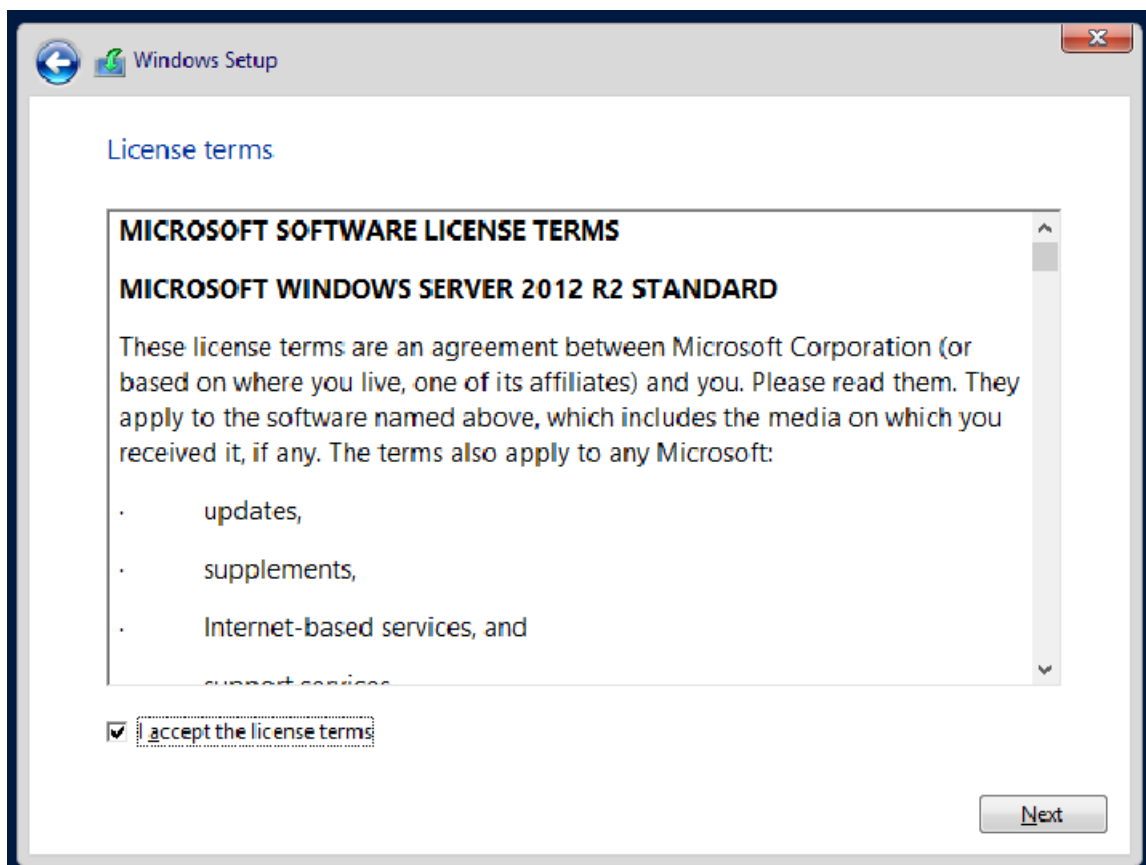 Windows Setup
License terms
MICROSOFT SOFTWARE LICENSE TERMS
MICROSOFT WINDOWS SERVER 2012 R2 STANDARD
These license terms are an agreement between Microsoft Corporation (or
based on where you live, one of its affiliates) and you. Please read them. They
apply to the software named above, which includes the media on which you
received it, if any. The terms also apply to any Microsoft:
· updates,
· supplements,
· Internet-based services, and
support services
I accept the license terms
Next